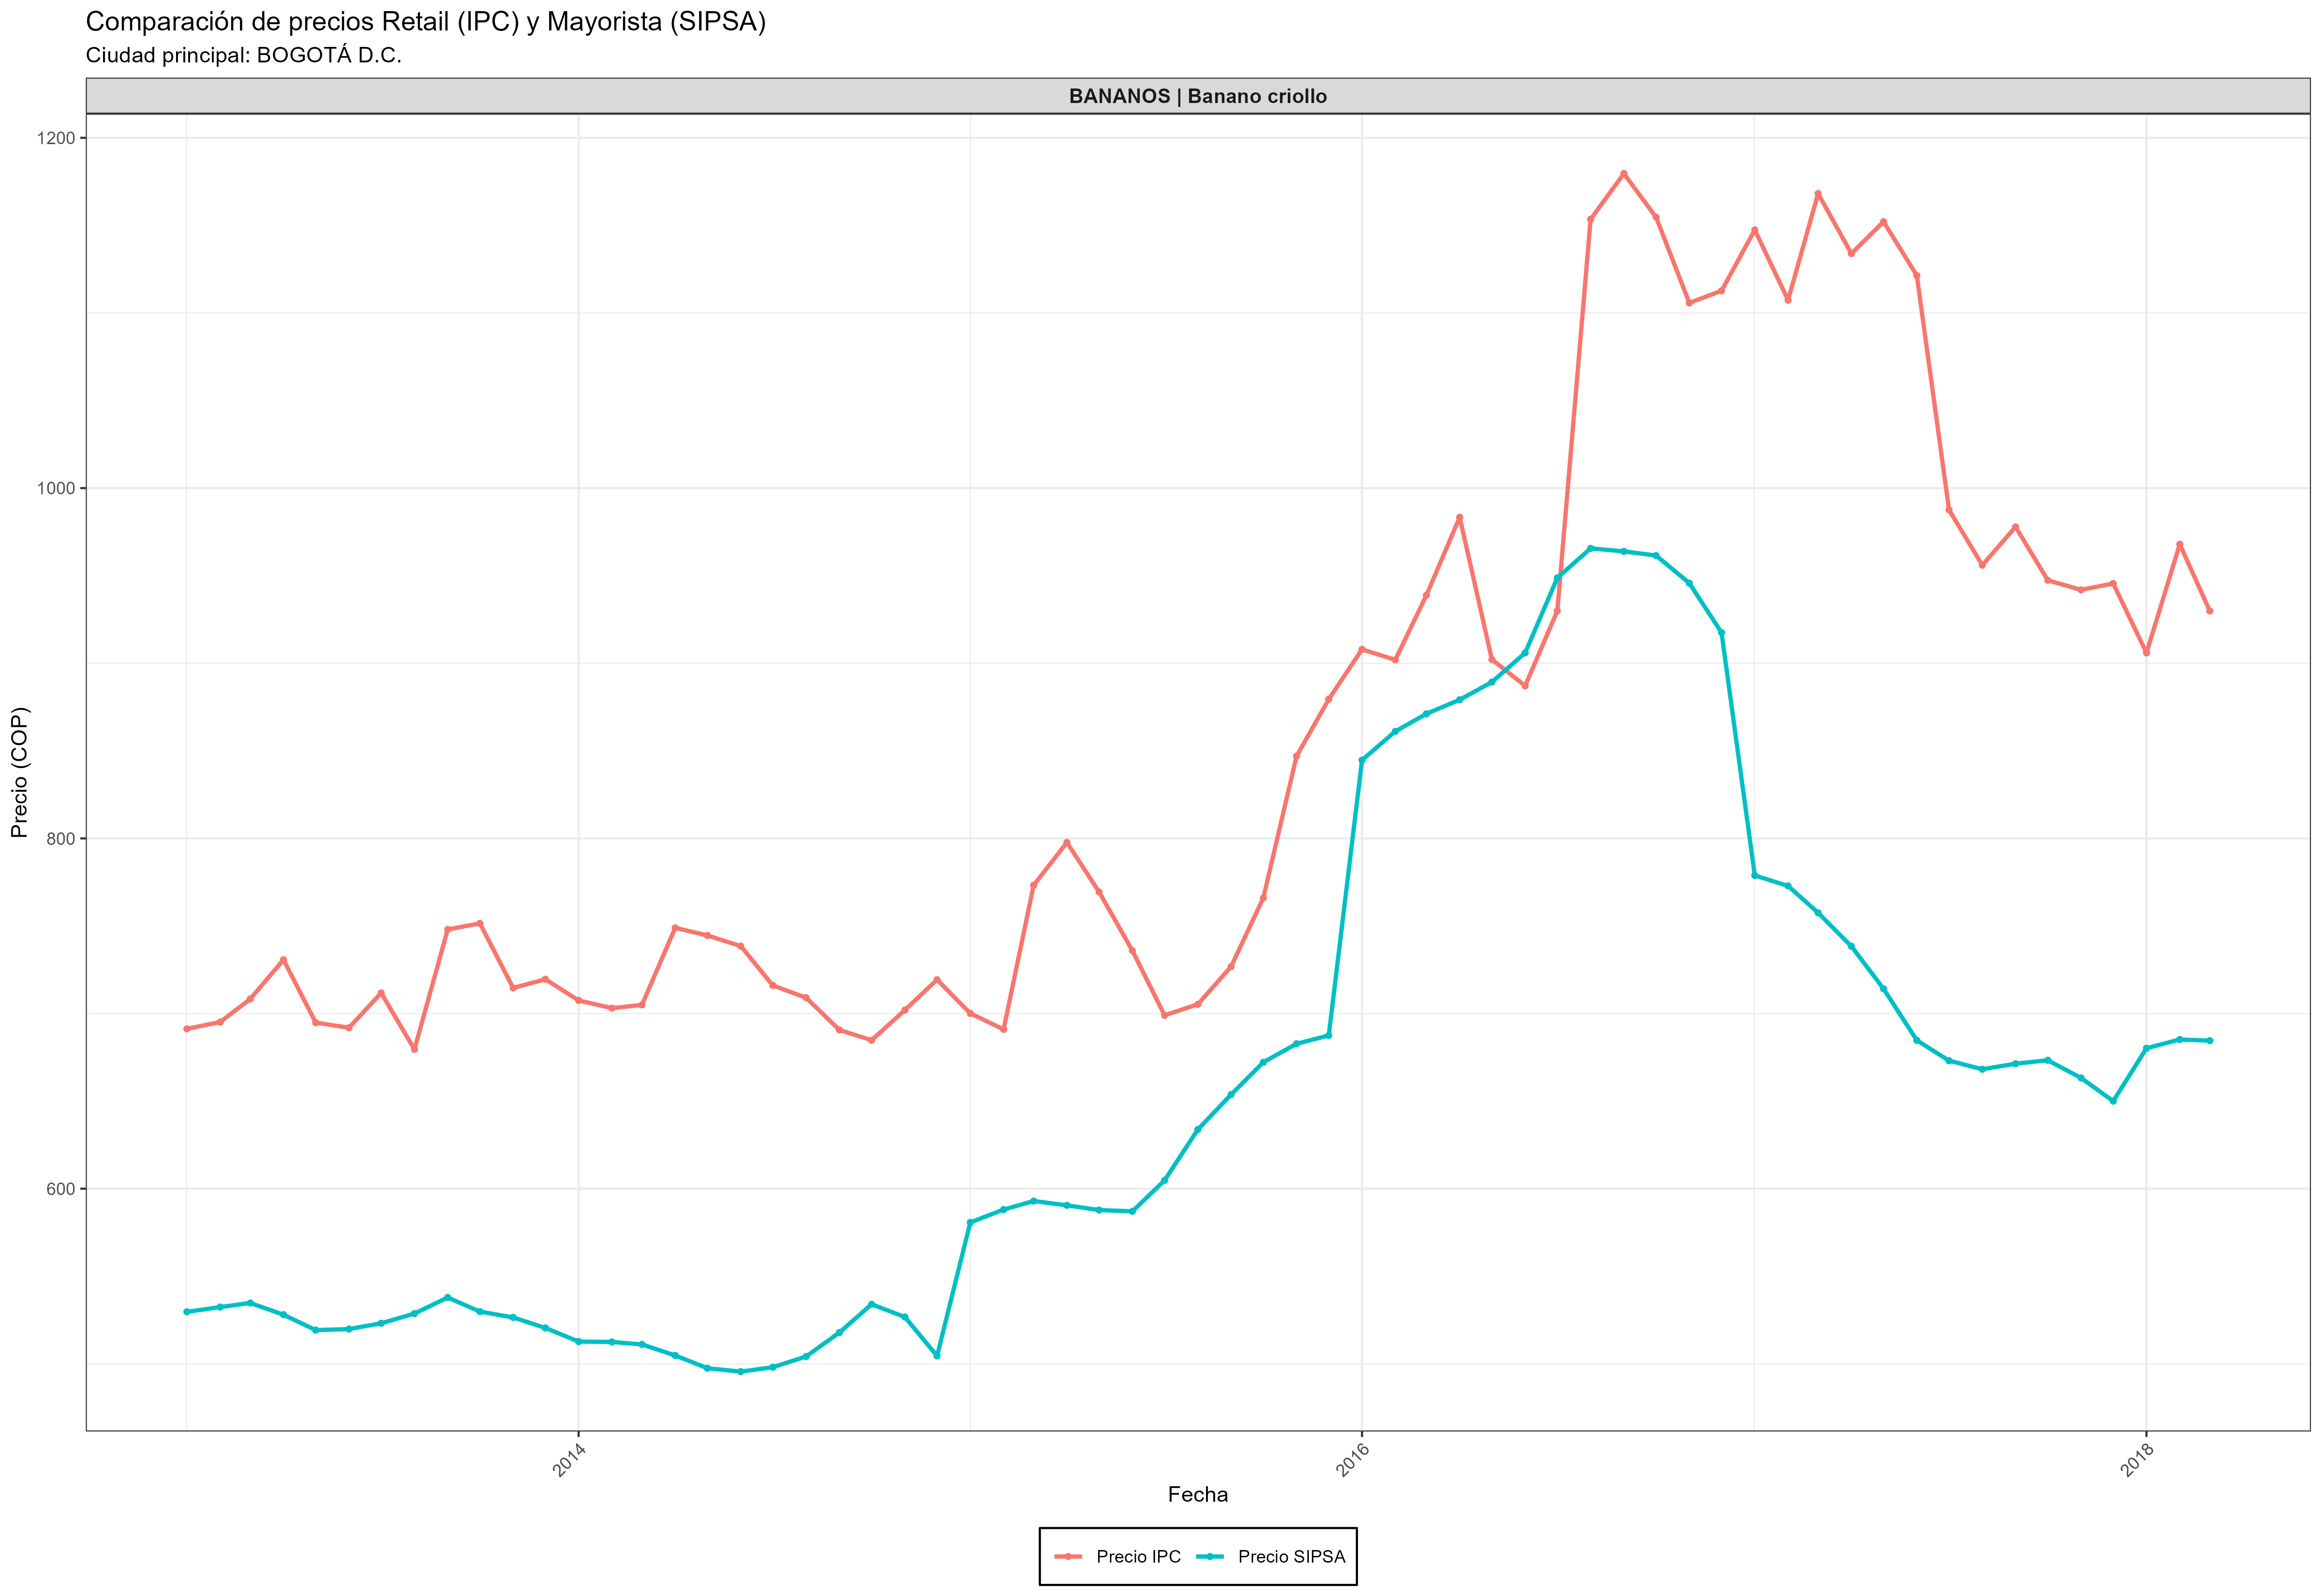 Comparación de precios Retail (IPC) y Mayorista (SIPSA)
Ciudad principal: BOGOTÁ D.C.
BANANOS | Banano criollo
1200
1000
800
600
Precio (COP)
2014
2016
2018
Fecha
Precio IPC
Precio SIPSA